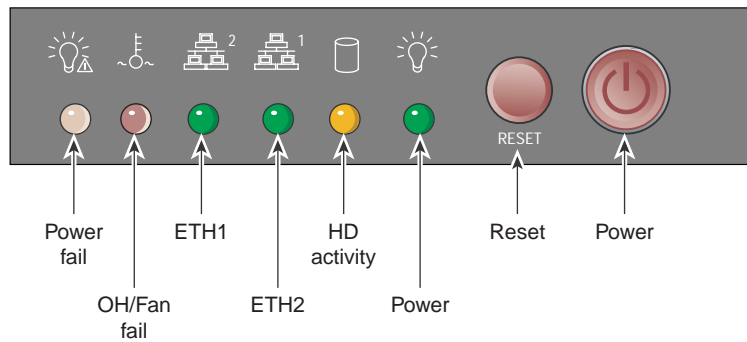 2
1
RESET
Power
fail
ETH1
HD
activity
Reset
Power
OH/Fan
fail
ETH2
Power